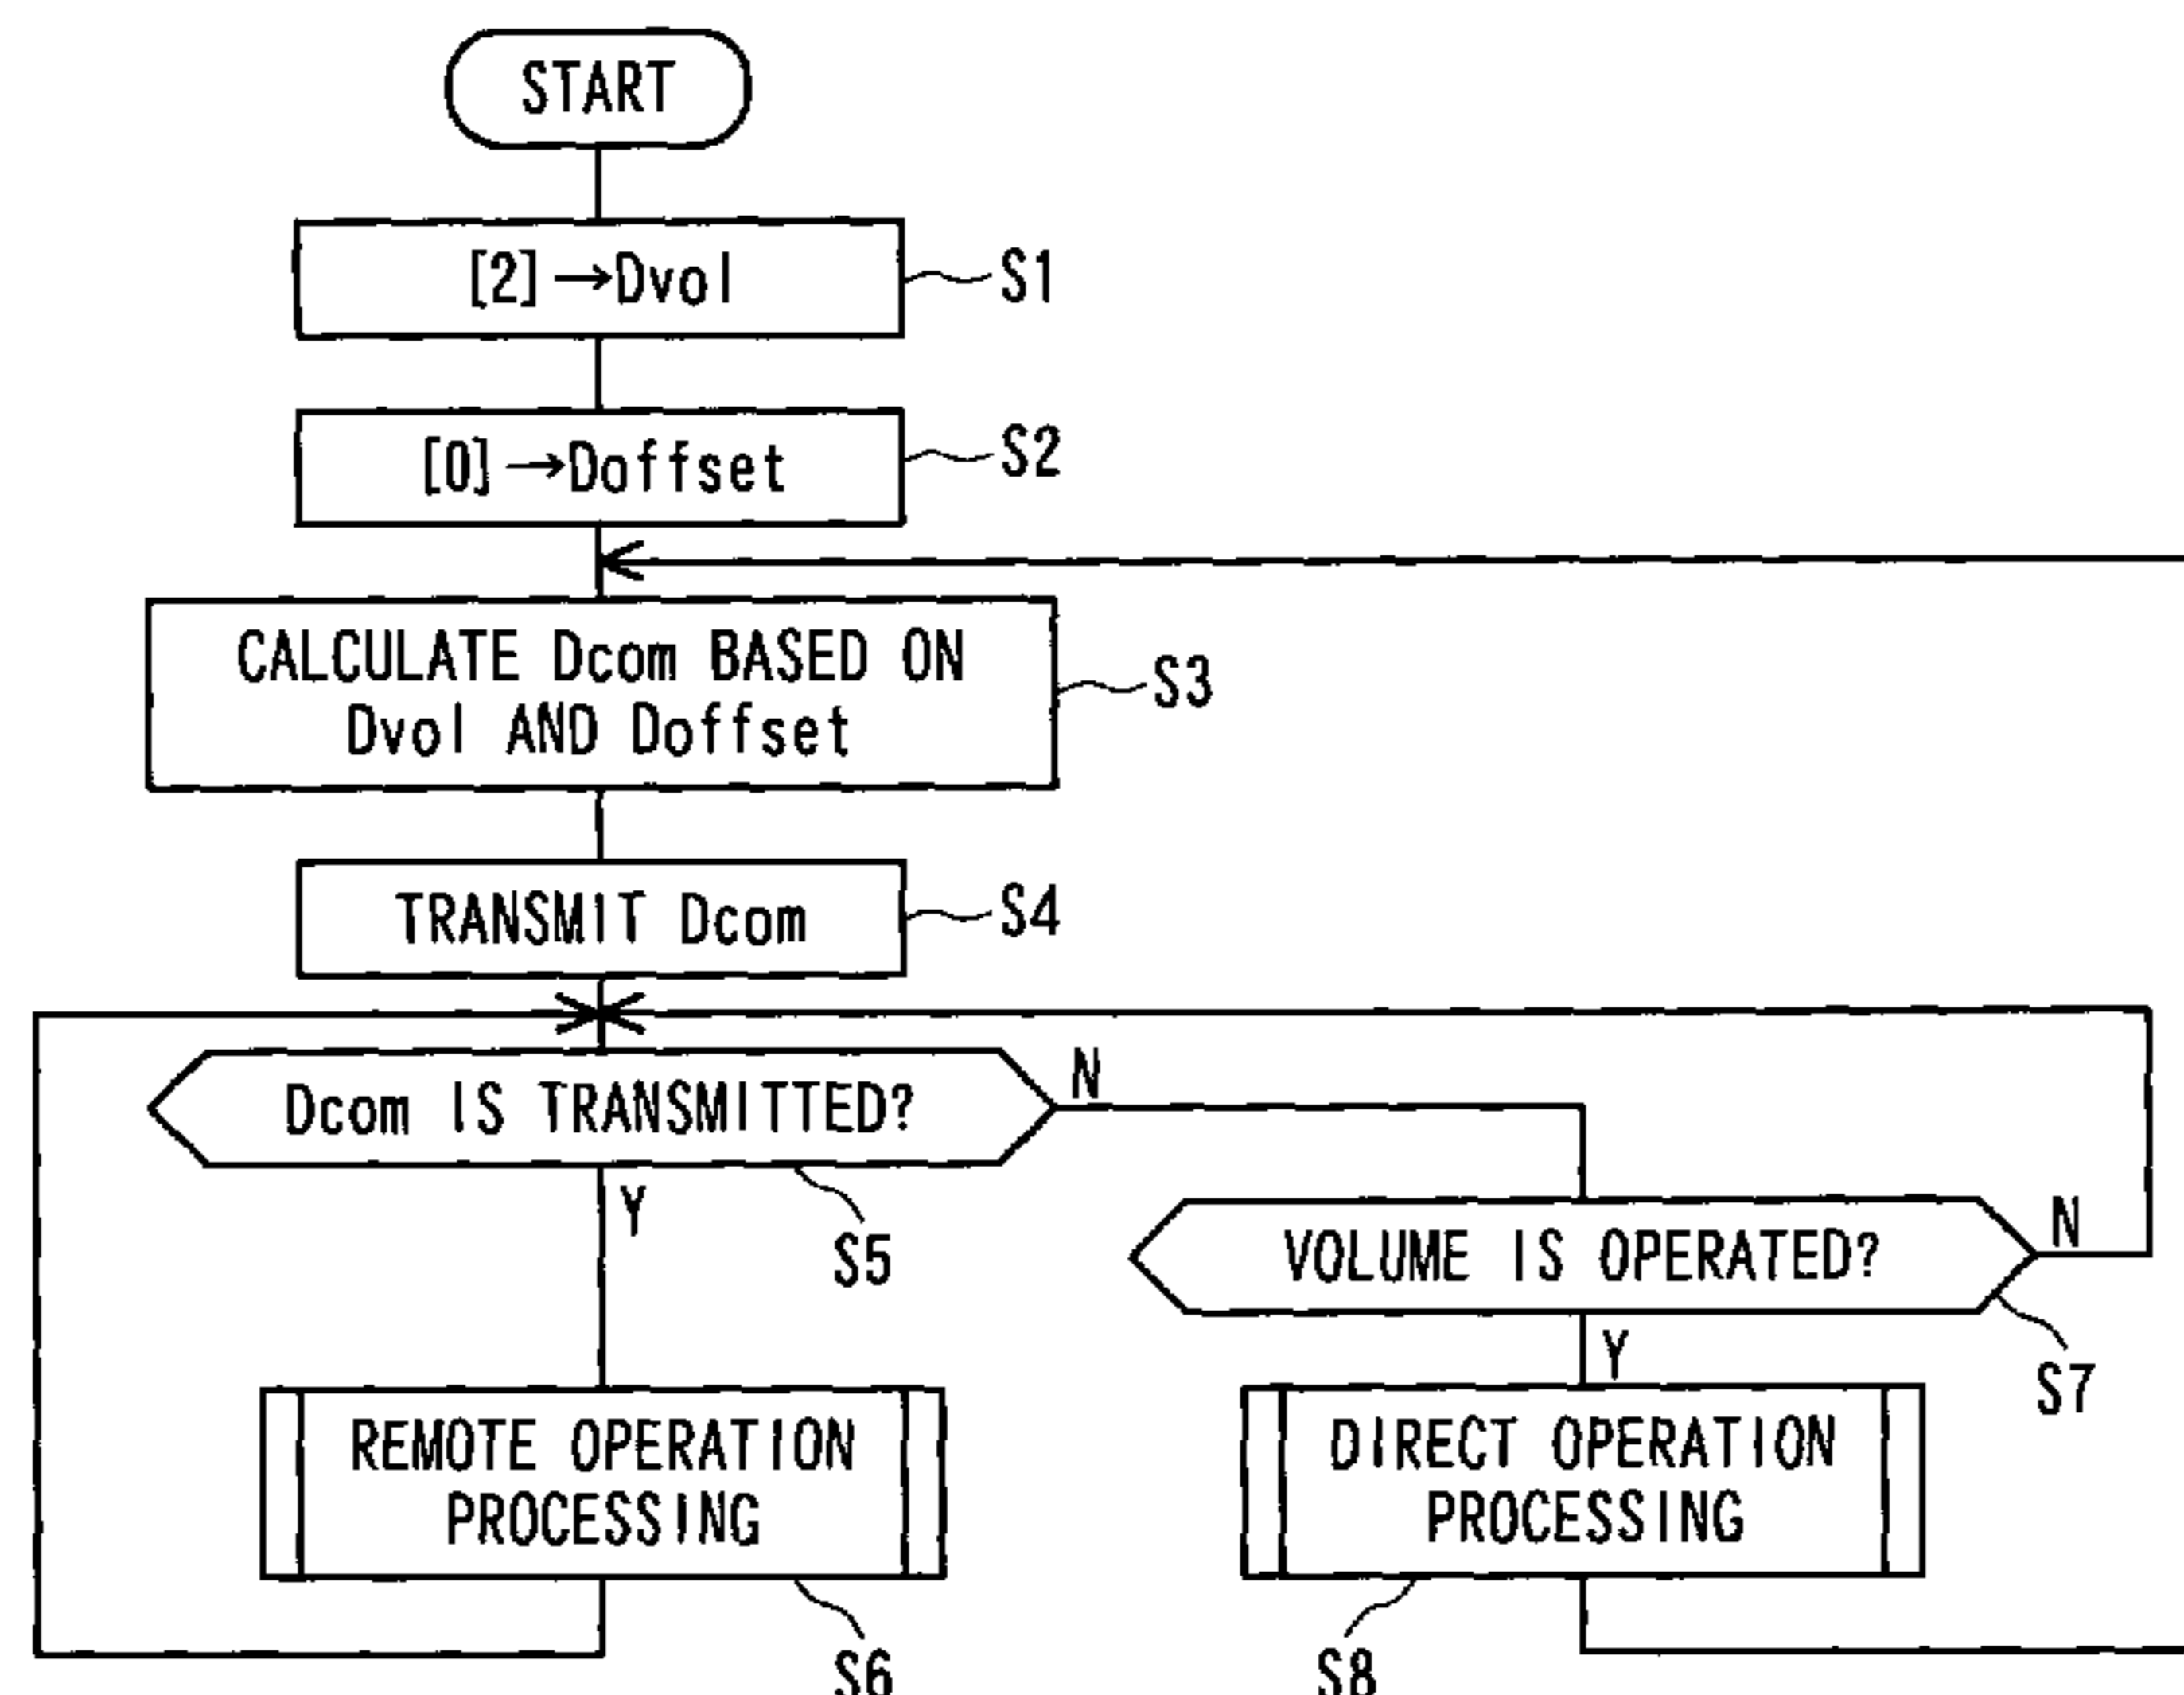 START
[2]→Dvol
S1
[0]→Doffset
S2
CALCULATE Dcom BASED ON
Dvol AND Doffset
S3
TRANSMIT Dcom
S4
Dcom IS TRANSMITTED?
N
Y
S5
VOLUME IS OPERATED?
N
Y
S7
REMOTE OPERATION
PROCESSING
S6
DIRECT OPERATION
PROCESSING
S8